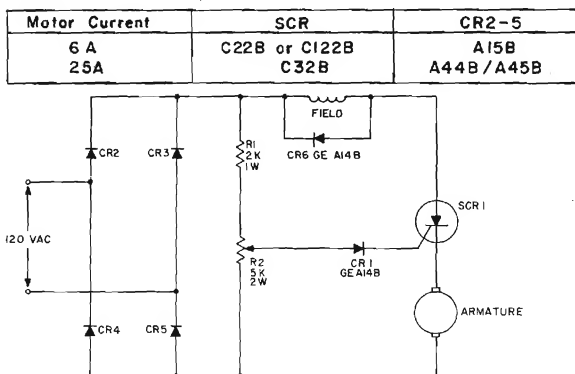 Motor Current SCR CR2-5
6 A C22B or C122B A15B
25A C32B A44B/A45B
FIELD
CR2
CR3
R1
2K
1W
CR6 GE A14B
SCR1
120 VAC
R2
5K
2W
CR1
GEA14B
ARMATURE
CR4
CR5